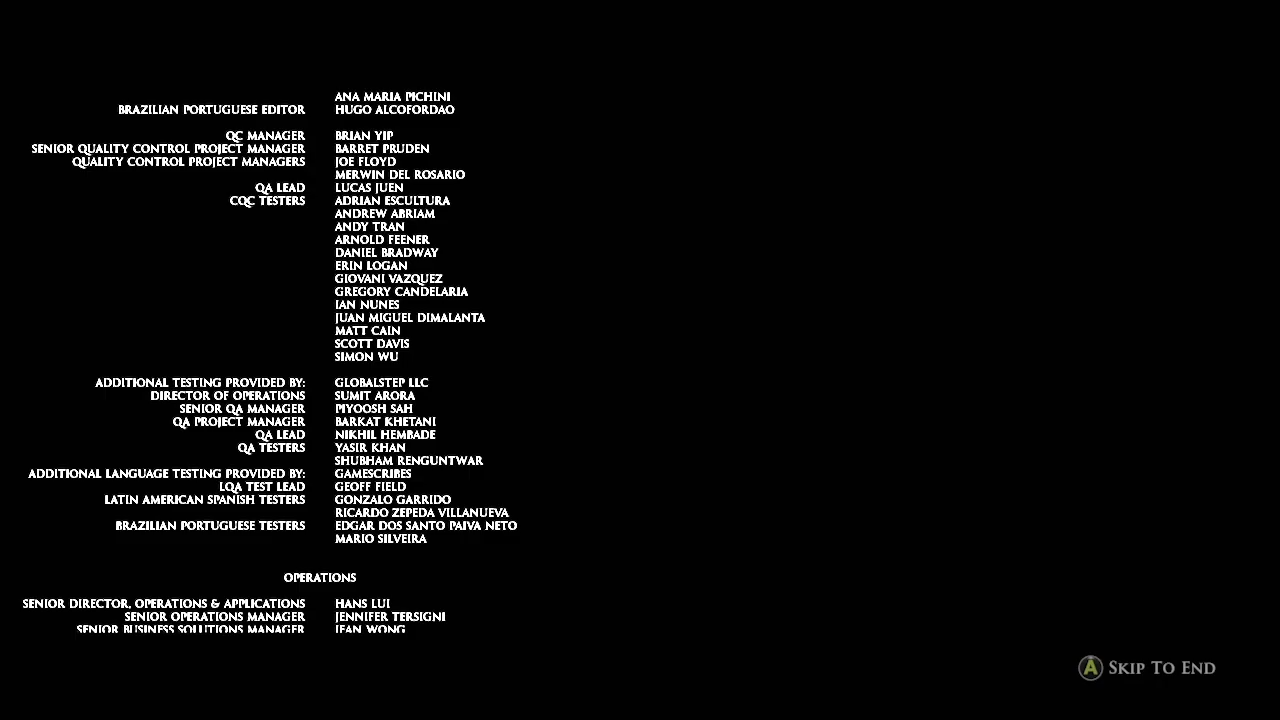 ANA MARIA PICHINI
BRAZILIAN PORTUGUESE EDITOR HUGO ALCOFORDAO
QC MANAGER BRIAN YIP
SENIOR QUALITY CONTROL PROJECT MANAGER BARRET PRUDEN
QUALITY CONTROL PROJECT MANAGERS JOE FLOYD
MERWIN DEL ROSARIO
QA LEAD LUCAS JUEN
CQC TESTERS ADRIAN ESCULTURA
ANDREW ABRIAM
ANDY TRAN
ARNOLD FEENER
DANIEL BRADWAY
ERIN LOGAN
GIOVANI VAZQUEZ
GREGORY CANDELARIA
IAN NUNES
JUAN MIGUEL DIMALANTA
MATT CAIN
SCOTT DAVIS
SIMON WU
ADDITIONAL TESTING PROVIDED BY: GLOBALSTEP LLC
DIRECTOR OF OPERATIONS SUMIT ARORA
SENIOR QA MANAGER PIYOOSH SAH
QA PROJECT MANAGER BARKAT KHETANI
QA LEAD NIKHIL HEMBADE
QA TESTERS YASIR KHAN
SHUBHAM RENGUNTWAR
ADDITIONAL LANGUAGE TESTING PROVIDED BY: GAMESCRIBES
LQA TEST LEAD GEOFF FIELD
LATIN AMERICAN SPANISH TESTERS GONZALO GARRIDO
RICARDO ZEPEDA VILLANUEVA
BRAZILIAN PORTUGUESE TESTERS EDGAR DOS SANTO PAIVA NETO
MARIO SILVEIRA
OPERATIONS
SENIOR DIRECTOR, OPERATIONS & APPLICATIONS HANS LUI
SENIOR OPERATIONS MANAGER JENNIFER TERSIGNI
SENIOR BUSINESS SOLUTIONS MANAGER JEAN WONG
A SKIP TO END